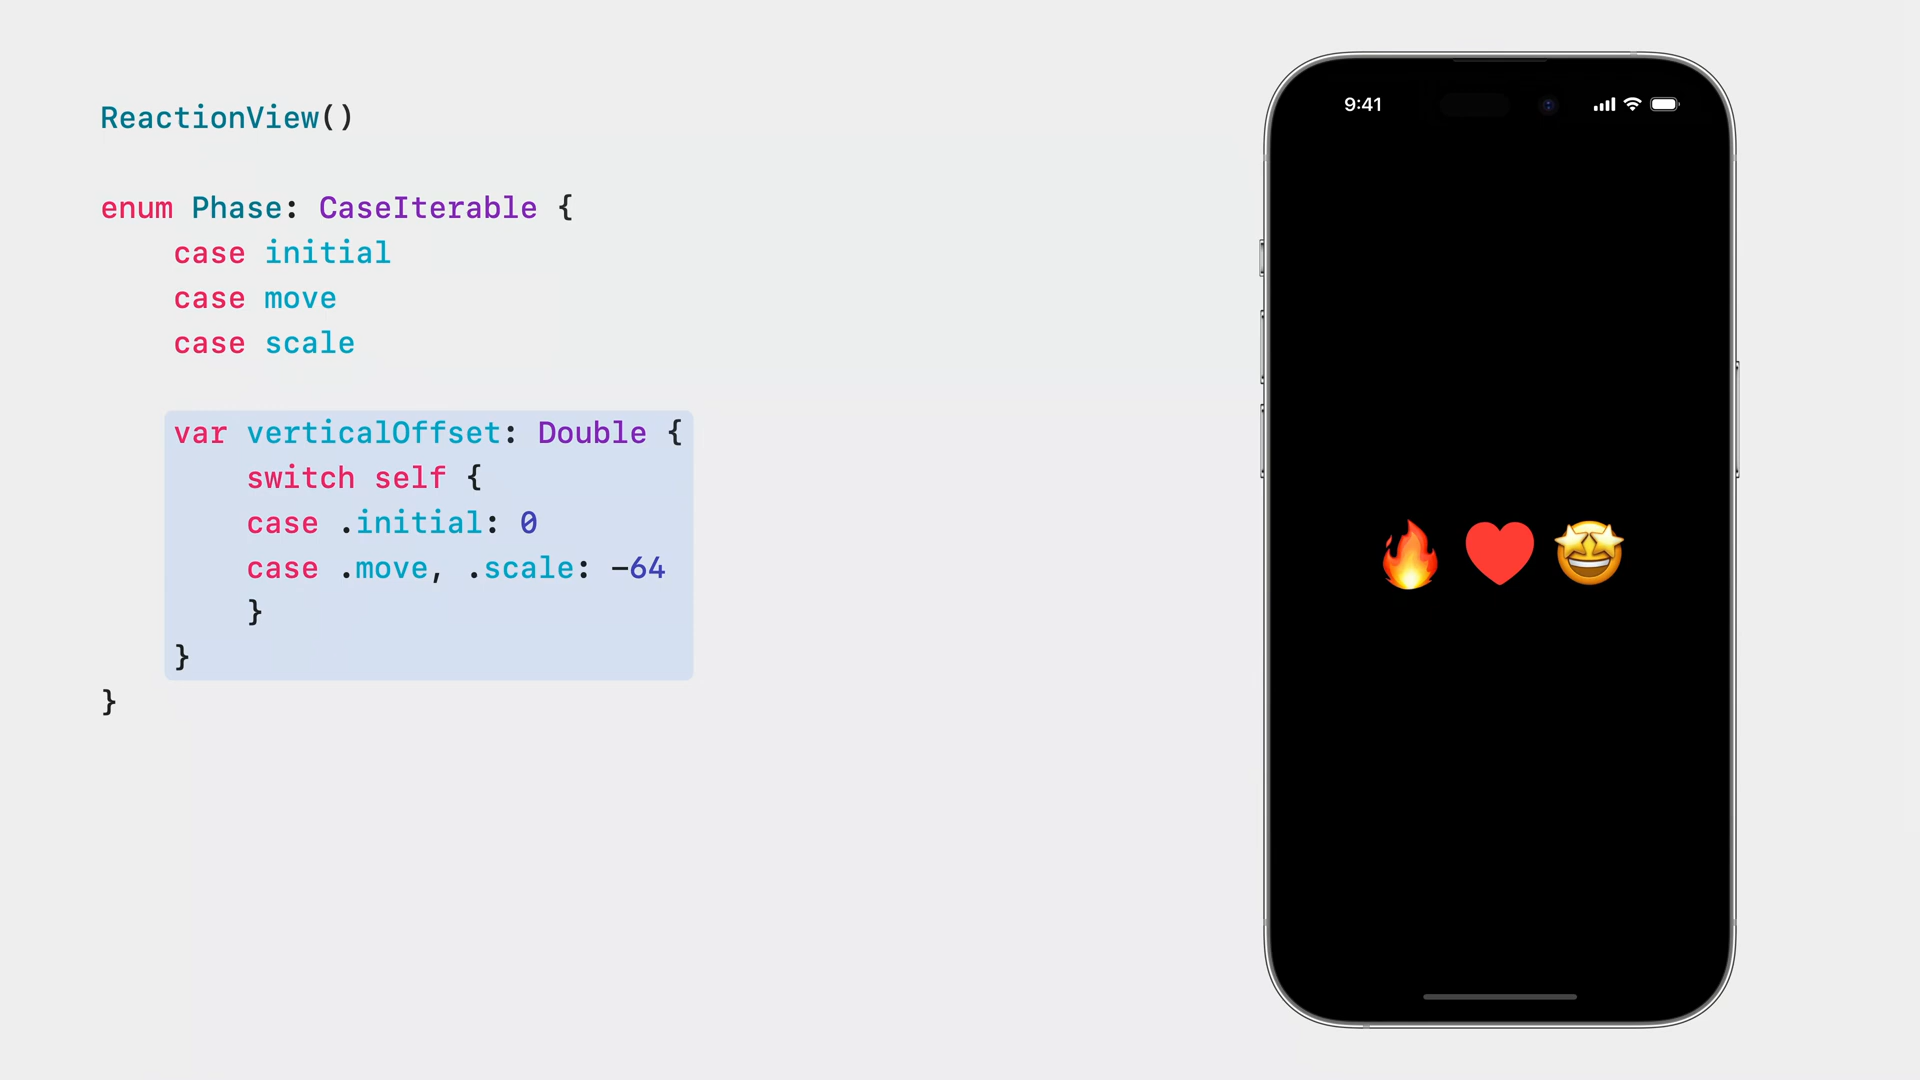 ReactionView()
enum Phase: CaseIterable {
    case initial
    case move
    case scale
    var verticalOffset: Double {
        switch self {
        case .initial: 0
        case .move, .scale: -64
        }
    }
}
9:41